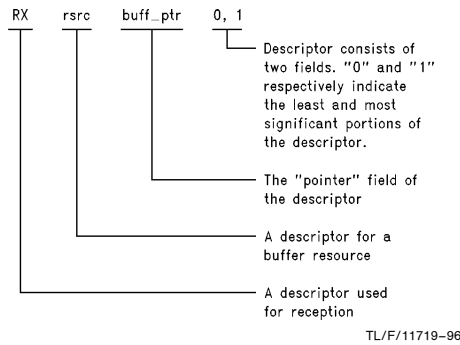 RX rsrc buff_ptr 0, 1
Descriptor consists of
two fields. "0" and "1"
respectively indicate
the least and most
significant portions of
the descriptor.
The "pointer" field of
the descriptor
A descriptor for a
buffer resource
A descriptor used
for reception
TL/F/11719–96